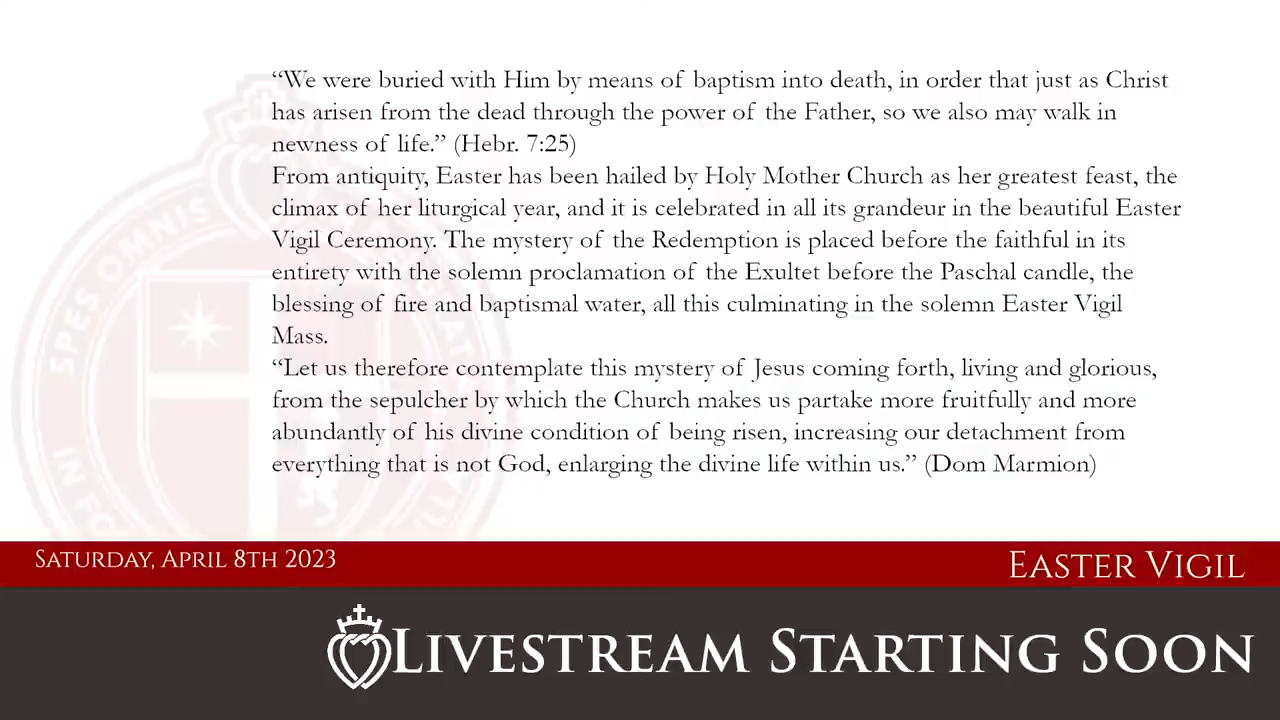 “We were buried with Him by means of baptism into death, in order that just as Christ
has arisen from the dead through the power of the Father, so we also may walk in
newness of life.” (Hebr. 7:25)
From antiquity, Easter has been hailed by Holy Mother Church as her greatest feast, the
climax of her liturgical year, and it is celebrated in all its grandeur in the beautiful Easter
Vigil Ceremony. The mystery of the Redemption is placed before the faithful in its
entirety with the solemn proclamation of the Exultet before the Paschal candle, the
blessing of fire and baptismal water, all this culminating in the solemn Easter Vigil
Mass.
“Let us therefore contemplate this mystery of Jesus coming forth, living and glorious,
from the sepulcher by which the Church makes us partake more fruitfully and more
abundantly of his divine condition of being risen, increasing our detachment from
everything that is not God, enlarging the divine life within us.” (Dom Marmion)
SPES OMNIS
IN
Saturday, April 8th 2023
Easter Vigil
Livestream Starting Soon